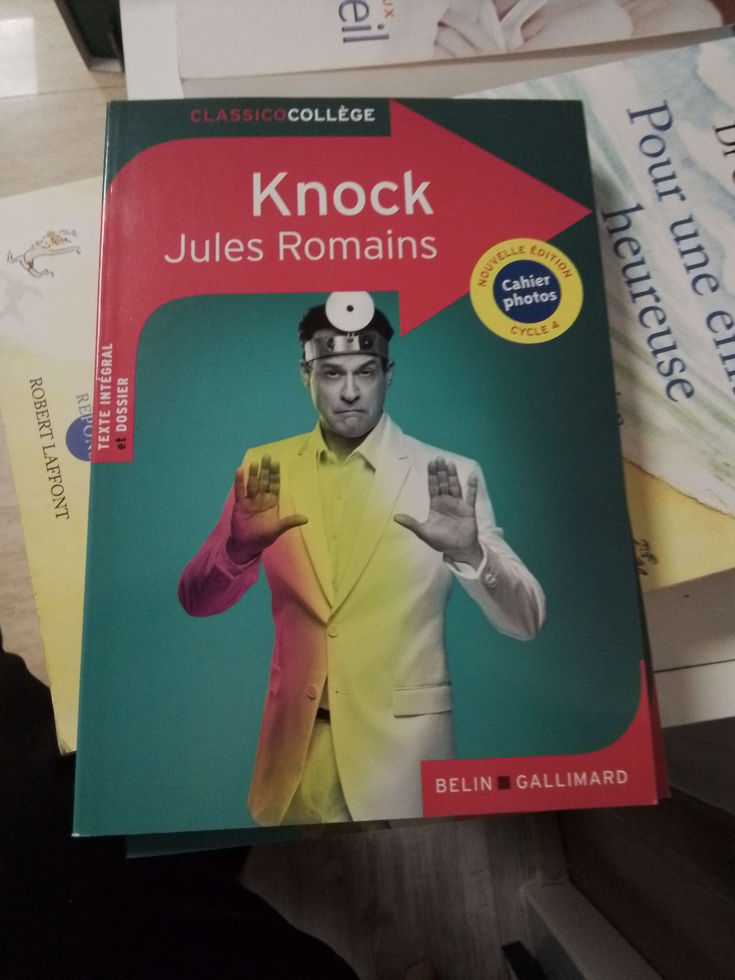 CLASSICOCOLLÈGE
Knock
Jules Romains
NOUVELLE ÉDITION
Cahier
photos
CYCLE 4
TEXTE INTÉGRAL
et DOSSIER
BELIN GALLIMARD
ROBERT LAFFONT
Pour une
heureuse
eil